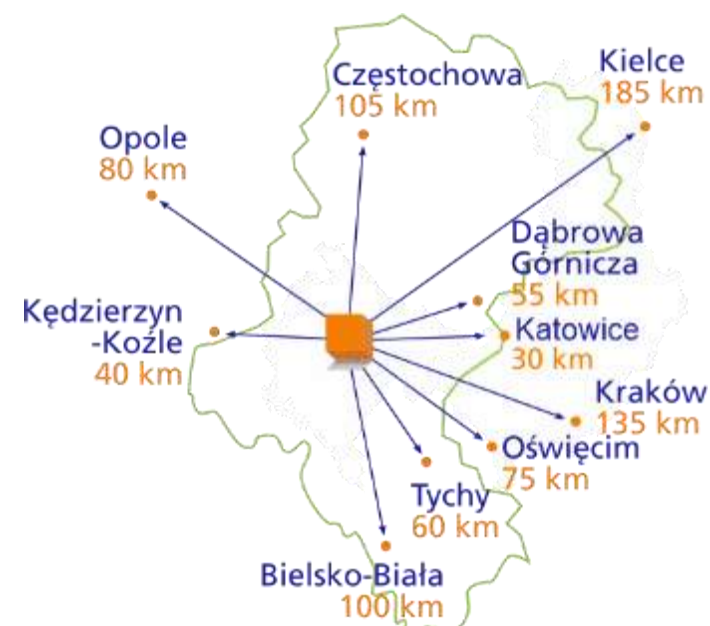 Częstochowa
105 km
Kielce
185 km
Opole
80 km
Dąbrowa
Górnicza
55 km
Kędzierzyn
-Koźle
40 km
Katowice
30 km
Kraków
135 km
Oświęcim
75 km
Tychy
60 km
Bielsko-Biała
100 km